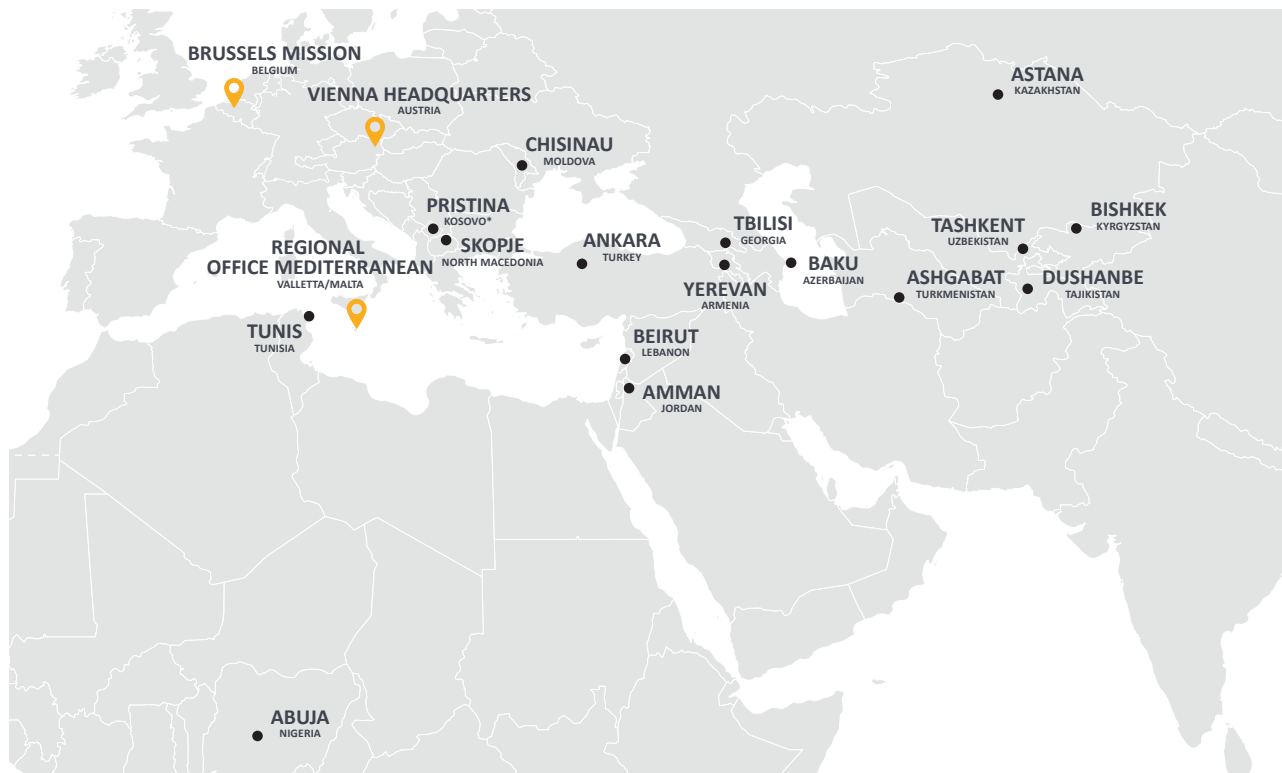 BRUSSELS MISSION
BELGIUM
VIENNA HEADQUARTERS
AUSTRIA
ASTANA
KAZAKHSTAN
CHISINAU
MOLDOVA
PRISTINA
KOSOVO*
SKOPJE
NORTH MACEDONIA
REGIONAL
OFFICE MEDITERRANEAN
VALLETTA/MALTA
ANKARA
TURKEY
TBILISI
GEORGIA
YEREVAN
ARMENIA
BAKU
AZERBAIJAN
TASHKENT
UZBEKISTAN
BISHKEK
KYRGYZSTAN
ASHGABAT
TURKMENISTAN
DUSHANBE
TAJIKISTAN
TUNIS
TUNISIA
BEIRUT
LEBANON
AMMAN
JORDAN
ABUJA
NIGERIA